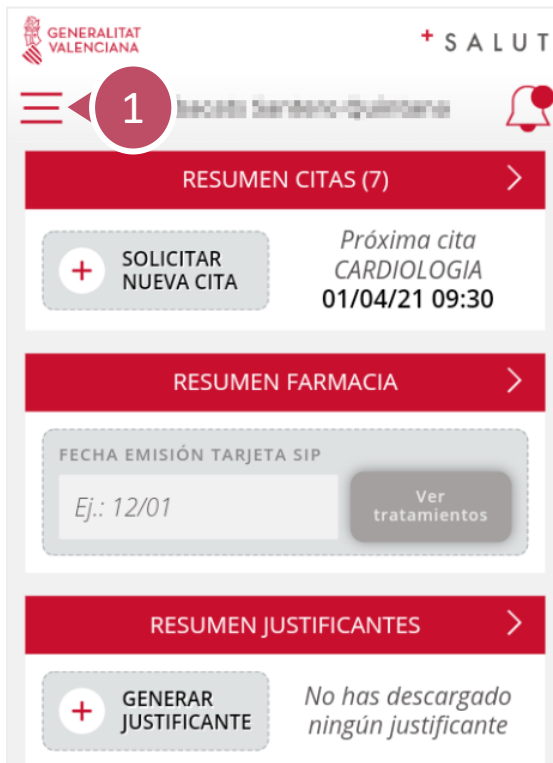 GENERALITAT
VALENCIANA
+ SALUT
1
RESUMEN CITAS (7)
SOLICITAR
NUEVA CITA
Próxima cita
CARDIOLOGIA
01/04/21 09:30
RESUMEN FARMACIA
FECHA EMISIÓN TARJETA SIP
Ej.: 12/01
Ver
tratamientos
RESUMEN JUSTIFICANTES
GENERAR
JUSTIFICANTE
No has descargado
ningún justificante